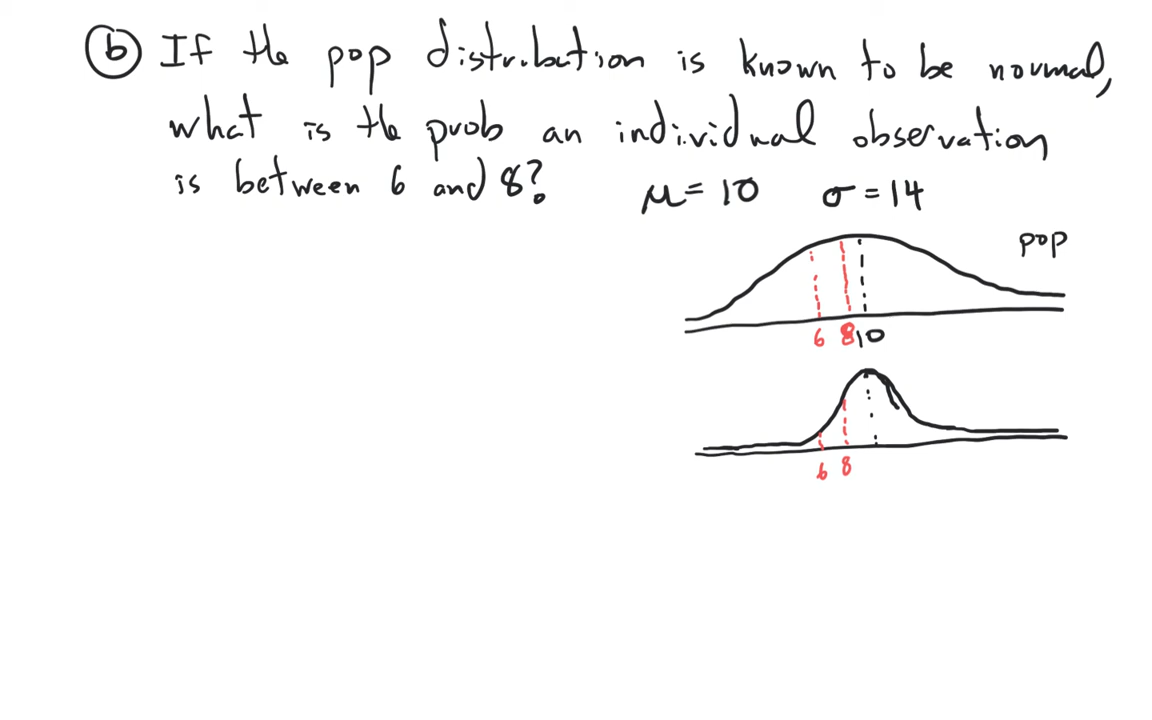 b If the pop distribution is known to be normal,
what is the prob an individual observation
is between 6 and 8? μ = 10 σ = 14
pop
6 8 10
6 8